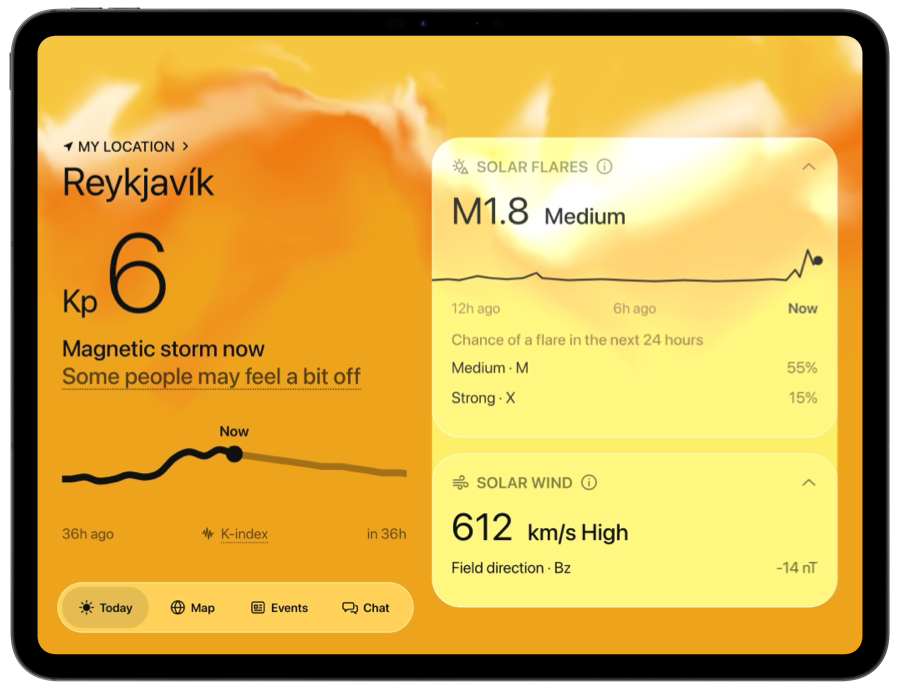 MY LOCATION
Reykjavík
Kp 6
Magnetic storm now
Some people may feel a bit off
Now
36h ago K-index in 36h
Today Map Events Chat
SOLAR FLARES
M1.8 Medium
12h ago 6h ago Now
Chance of a flare in the next 24 hours
Medium · M 55%
Strong · X 15%
SOLAR WIND
612 km/s High
Field direction · Bz -14 nT